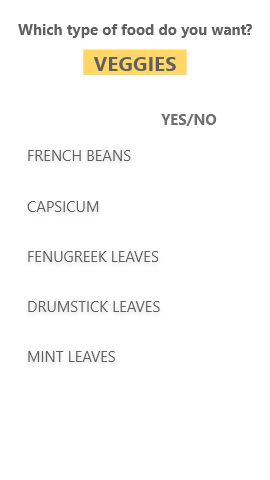 Which type of food do you want?
VEGGIES
YES/NO
FRENCH BEANS
CAPSICUM
FENUGREEK LEAVES
DRUMSTICK LEAVES
MINT LEAVES